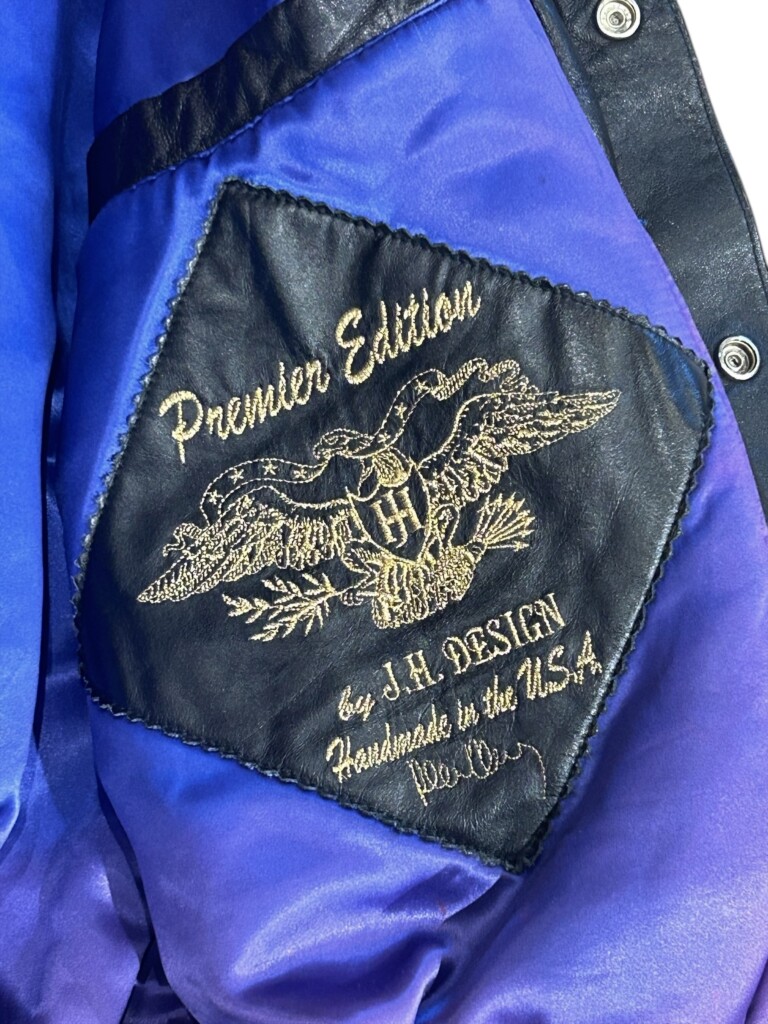 Premier Edition
JH
by J.H. DESIGN
Handmade in the U.S.A.